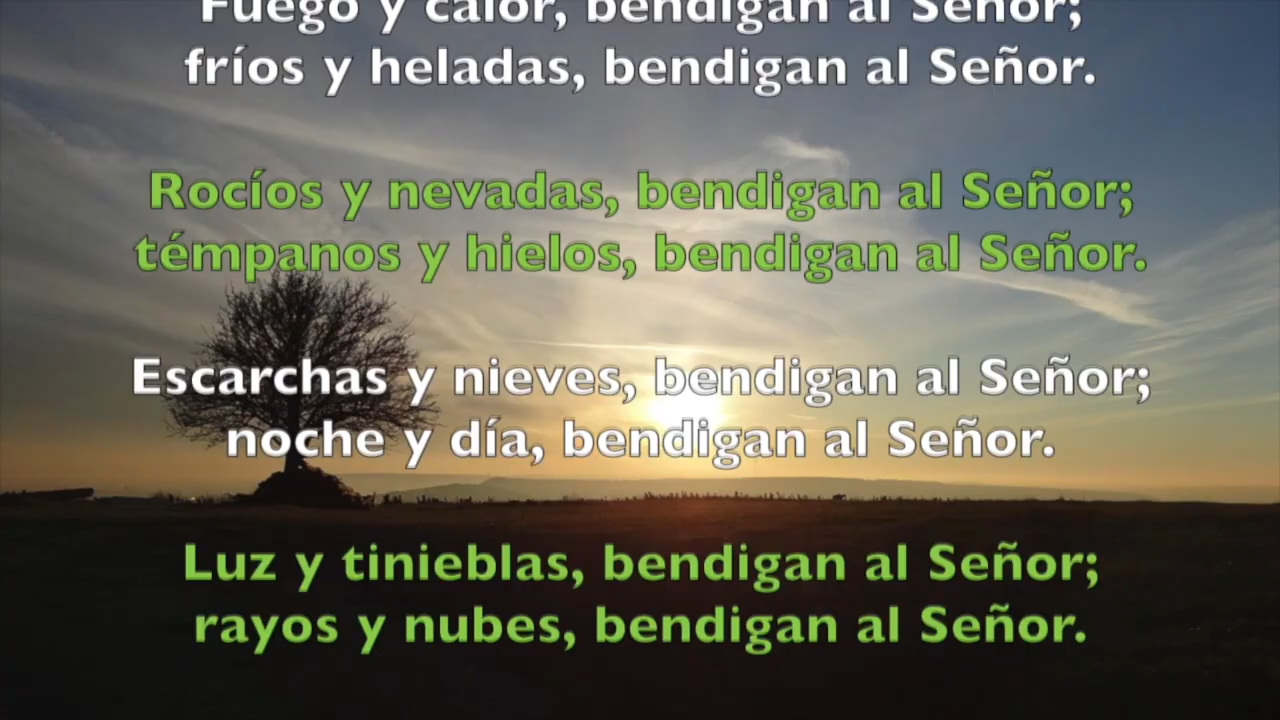 Fuego y calor, bendigan al Señor;
fríos y heladas, bendigan al Señor.
Rocíos y nevadas, bendigan al Señor;
témpanos y hielos, bendigan al Señor.
Escarchas y nieves, bendigan al Señor;
noche y día, bendigan al Señor.
Luz y tinieblas, bendigan al Señor;
rayos y nubes, bendigan al Señor.